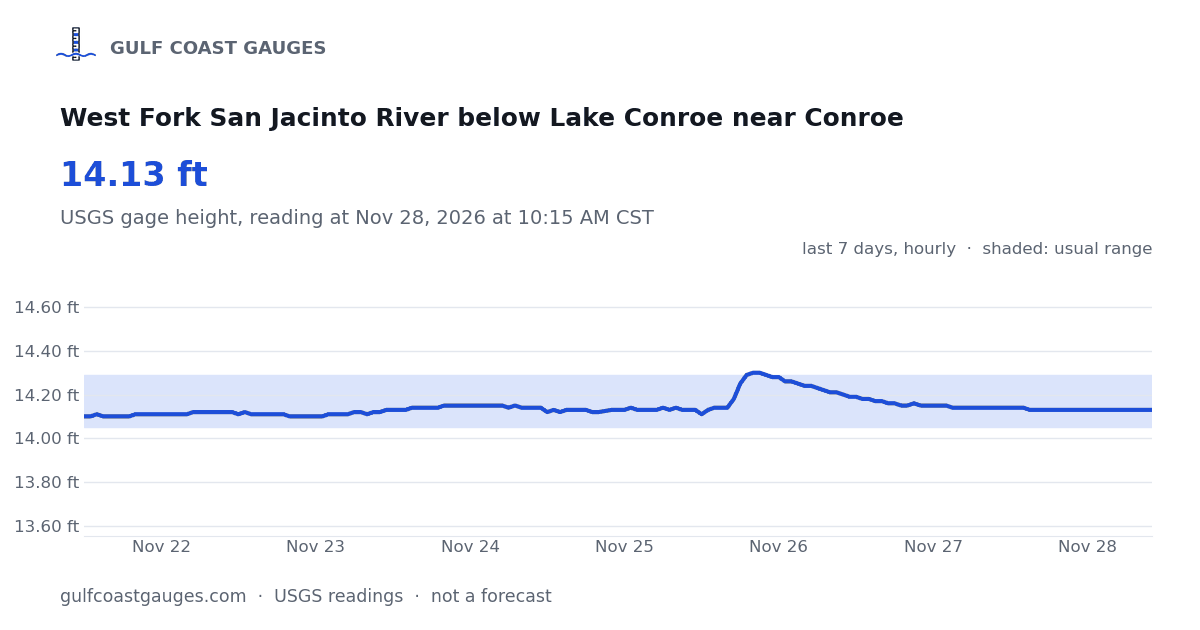 GULF COAST GAUGES
West Fork San Jacinto River below Lake Conroe near Conroe
14.13 ft
USGS gage height, reading at Nov 28, 2026 at 10:15 AM CST
last 7 days, hourly · shaded: usual range
14.60 ft
14.40 ft
14.20 ft
14.00 ft
13.80 ft
13.60 ft
Nov 22 Nov 23 Nov 24 Nov 25 Nov 26 Nov 27 Nov 28
gulfcoastgauges.com · USGS readings · not a forecast